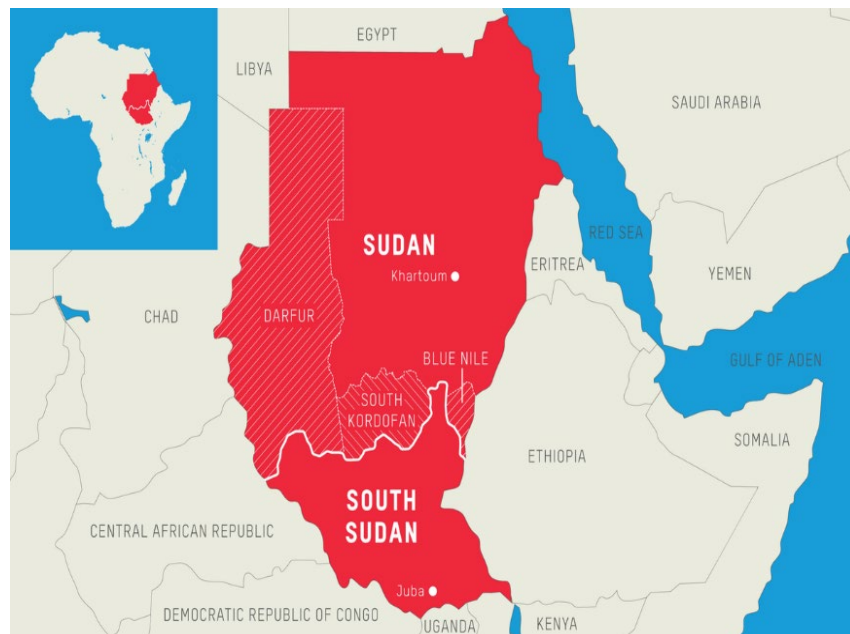 EGYPT
LIBYA
SAUDI ARABIA
SUDAN
RED SEA
Khartoum
ERITREA
YEMEN
CHAD
DARFUR
BLUE NILE
GULF OF ADEN
SOUTH
KORDOFAN
SOMALIA
ETHIOPIA
SOUTH
SUDAN
CENTRAL AFRICAN REPUBLIC
Juba
DEMOCRATIC REPUBLIC OF CONGO
UGANDA
KENYA